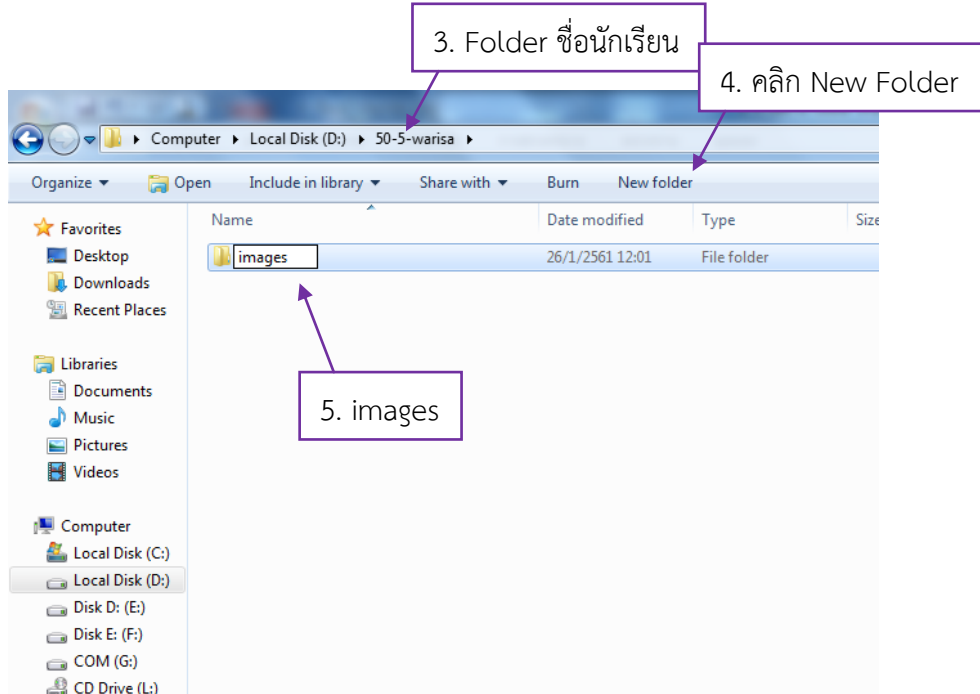 3. Folder ชื่อนักเรียน
4. คลิก New Folder
Computer Local Disk (D:) 50-5-warisa
Organize Open Include in library Share with Burn New folder
Name Date modified Type Size
Favorites
images 26/1/2561 12:01 File folder
Desktop
Downloads
Recent Places
Libraries
Documents
5. images
Music
Pictures
Videos
Computer
Local Disk (C:)
Local Disk (D:)
Disk D: (E:)
Disk E: (F:)
COM (G:)
CD Drive (L:)